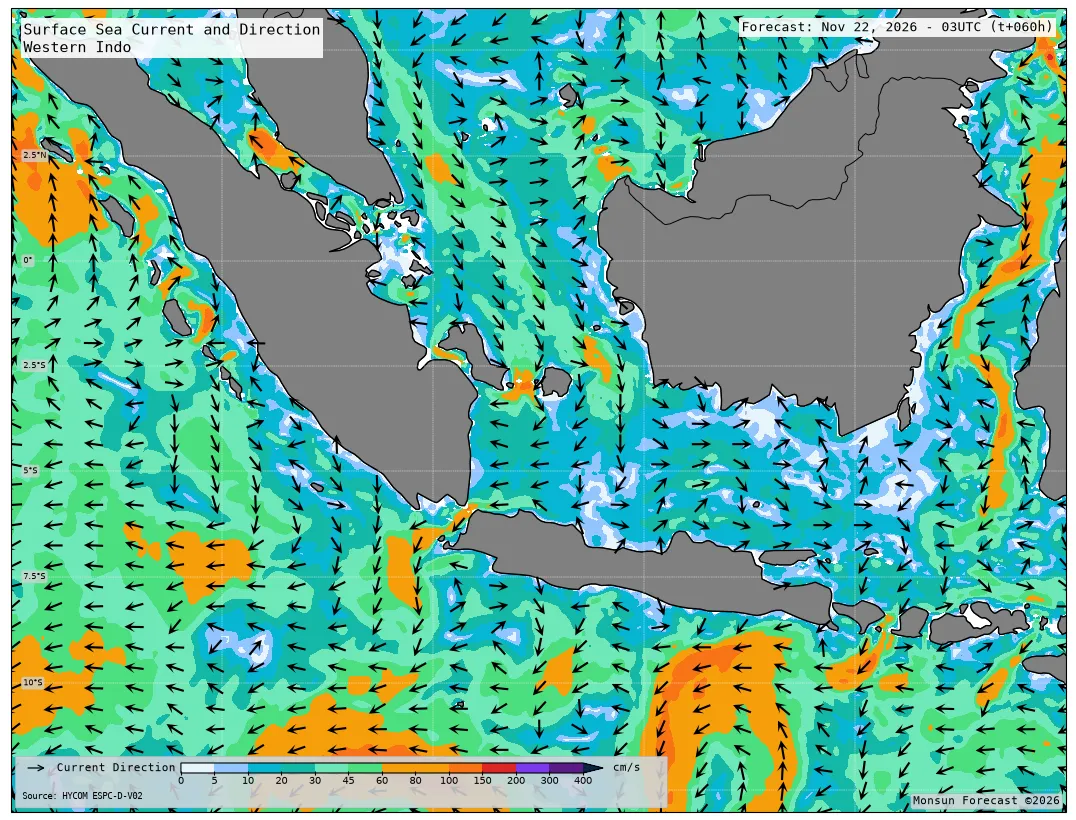 Surface Sea Current and Direction
Western Indo
Forecast: Nov 22, 2026 - 03UTC (t+060h)
2.5°N
0°
2.5°S
5°S
7.5°S
10°S
Current Direction
0 5 10 20 30 45 60 80 100 150 200 300 400 cm/s
Source: HYCOM ESPC-D-V02
Monsun Forecast ©2026